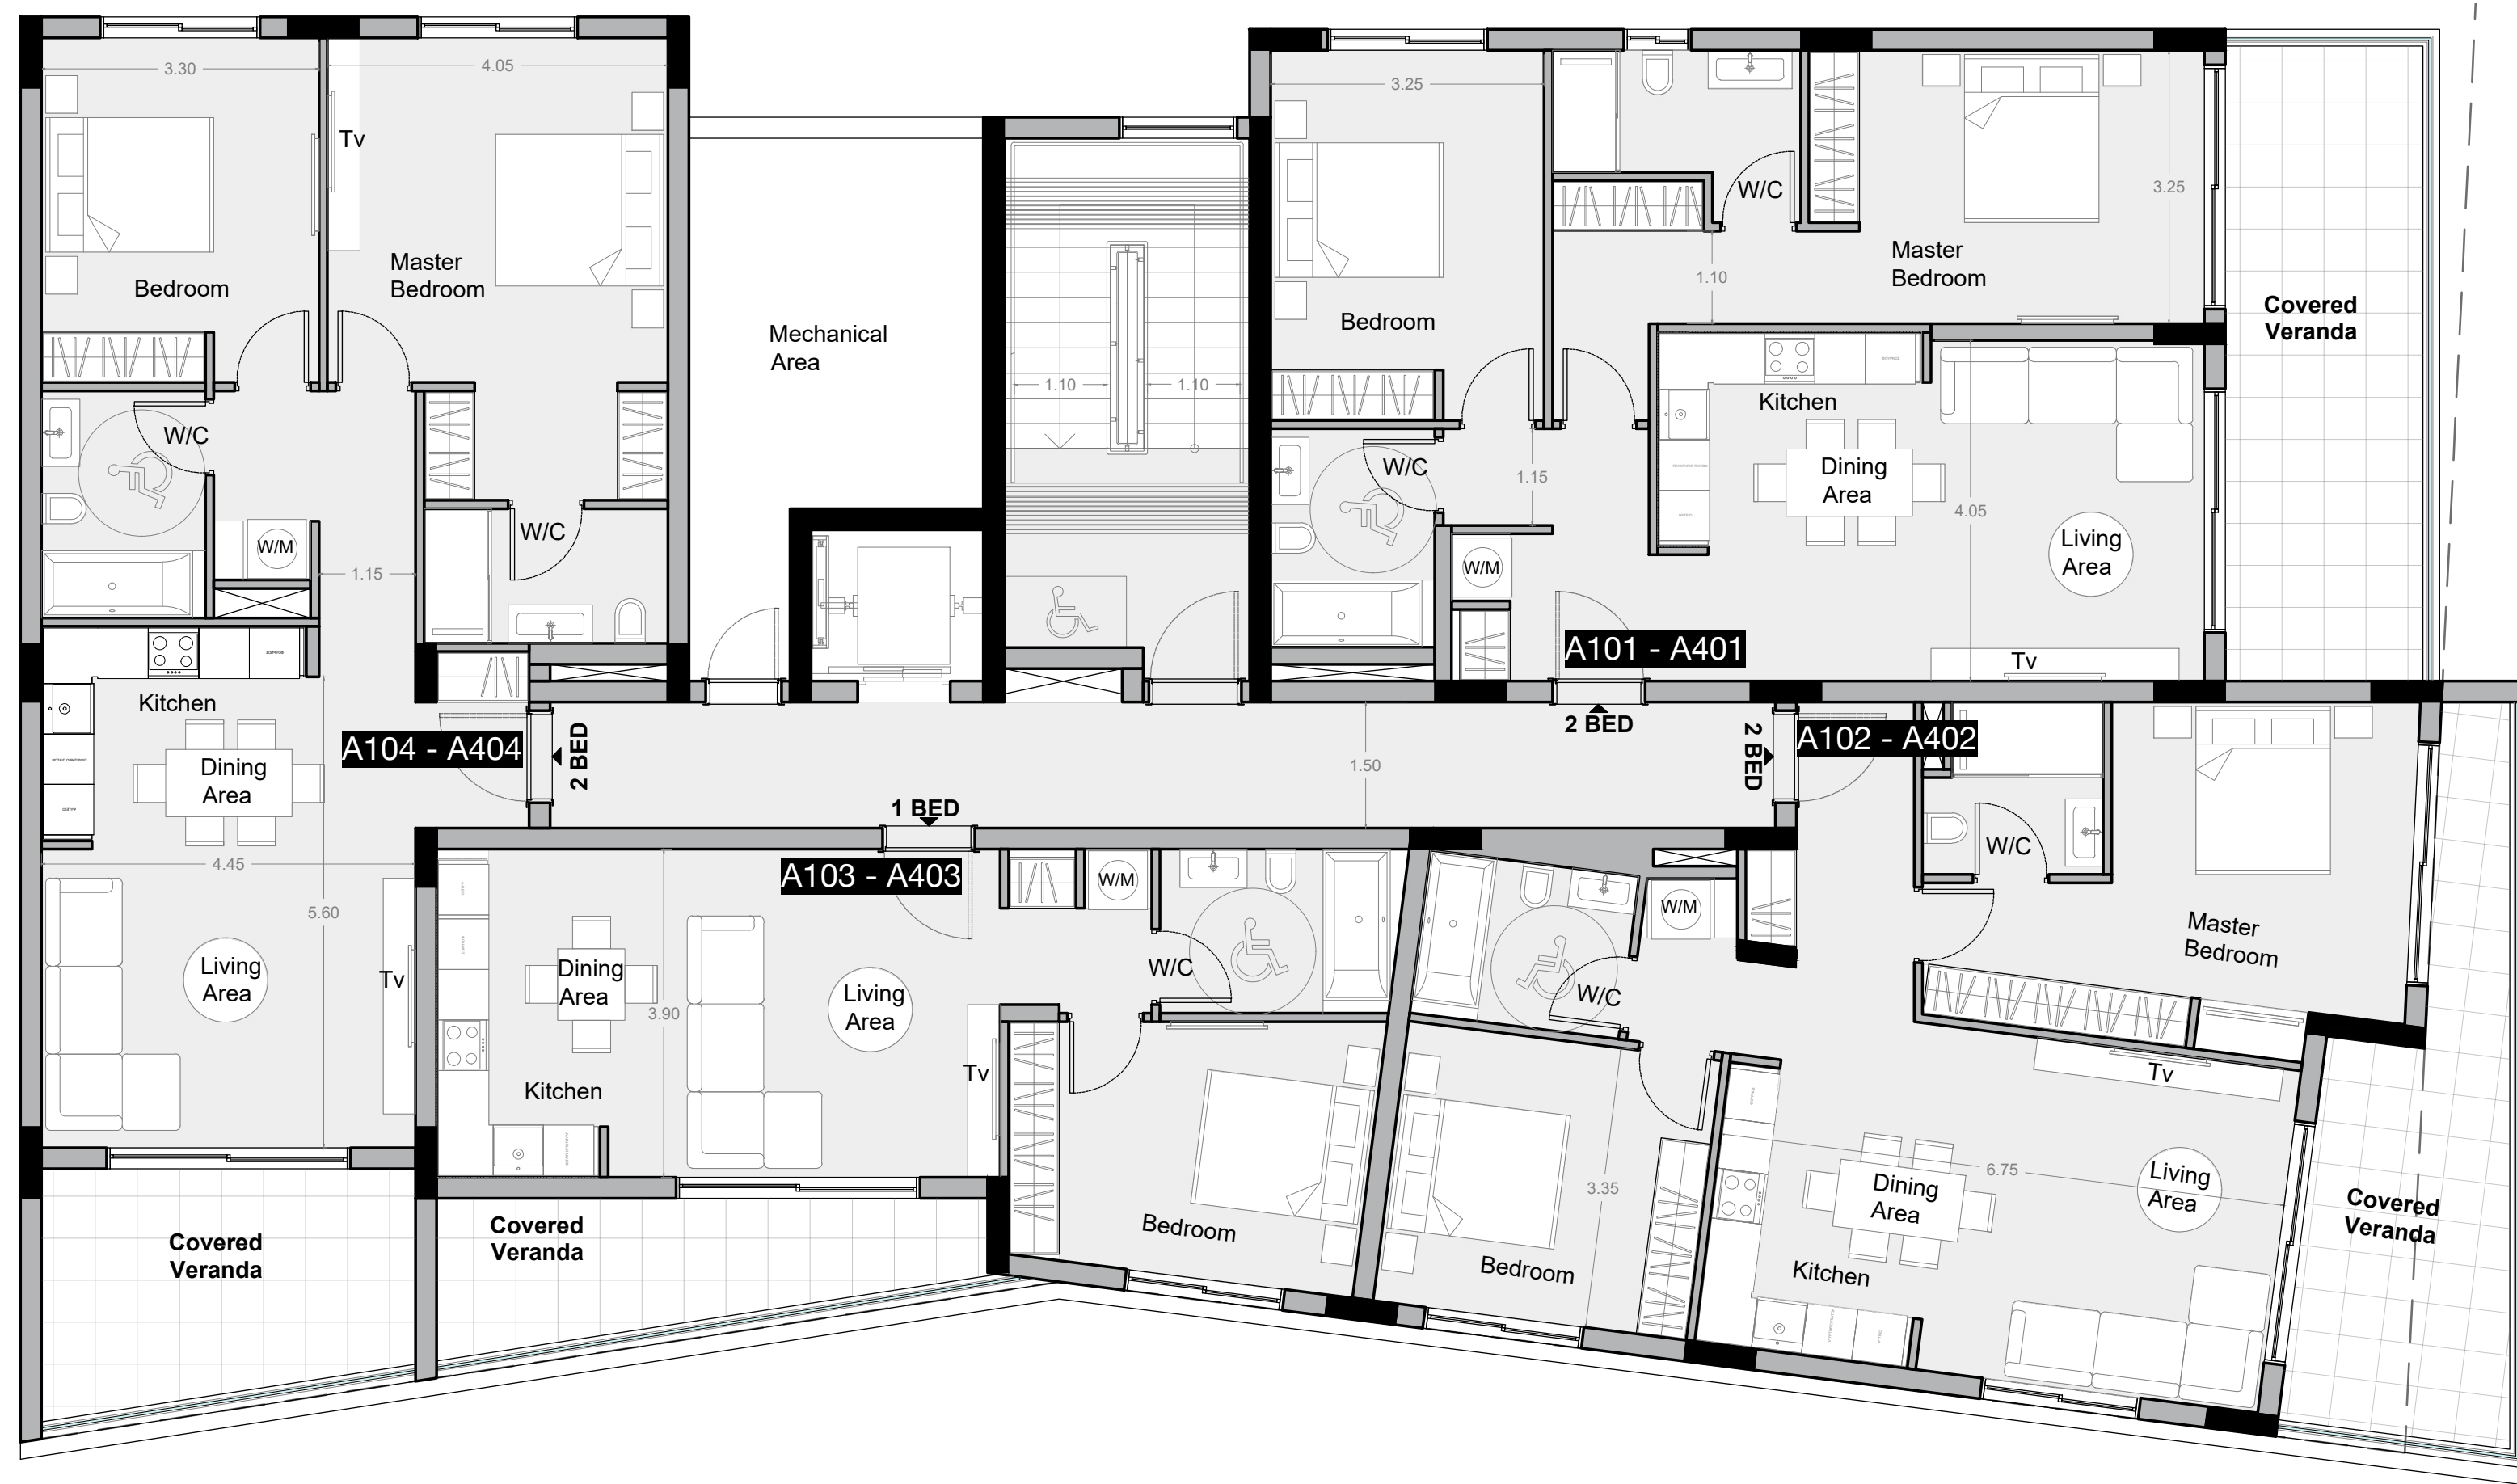 3.30
4.05
Tv
Bedroom
Master
Bedroom
W/C
W/M
W/C
1.15
Kitchen
Dining
Area
A104 - A404
2 BED
4.45
5.60
Living
Area
Tv
Covered
Veranda
Mechanical
Area
1.10
1.10
3.25
Bedroom
W/C
Master
Bedroom
3.25
1.10
Covered
Veranda
W/C
1.15
W/M
Kitchen
Dining
Area
4.05
Living
Area
Tv
A101 - A401
2 BED
1.50
2 BED
A102 - A402
1 BED
A103 - A403
W/M
W/C
Dining
Area
3.90
Living
Area
Kitchen
Tv
Bedroom
Covered
Veranda
W/M
W/C
W/C
Master
Bedroom
Tv
Bedroom
3.35
6.75
Dining
Area
Living
Area
Kitchen
Covered
Veranda